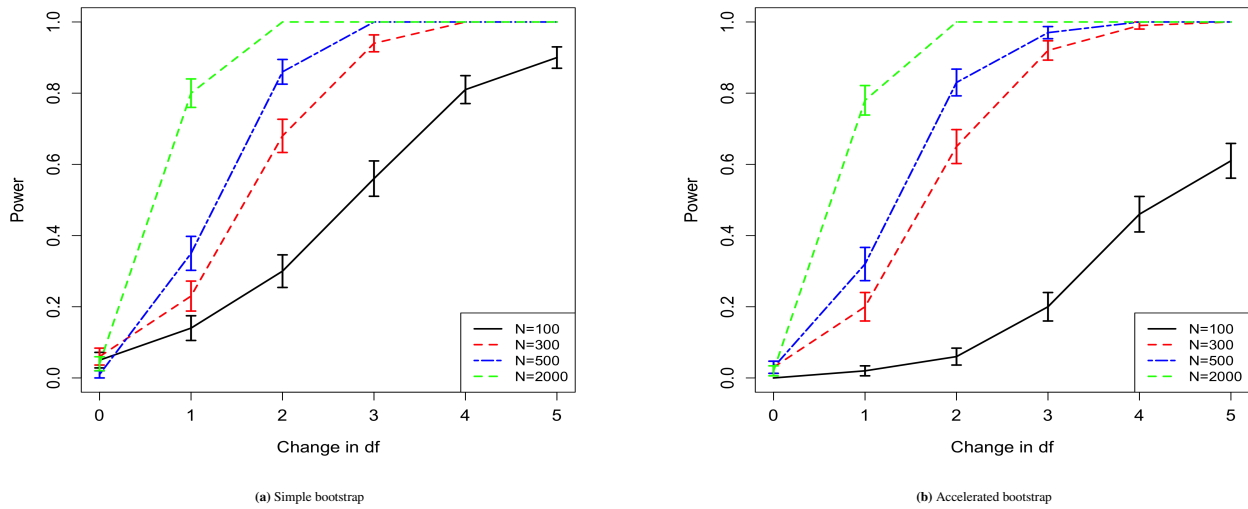 Power
1.0
0.8
0.6
0.4
0.2
0.0
0 1 2 3 4 5
Change in df
N=100
N=300
N=500
N=2000
(a) Simple bootstrap
Power
1.0
0.8
0.6
0.4
0.2
0.0
0 1 2 3 4 5
Change in df
N=100
N=300
N=500
N=2000
(b) Accelerated bootstrap